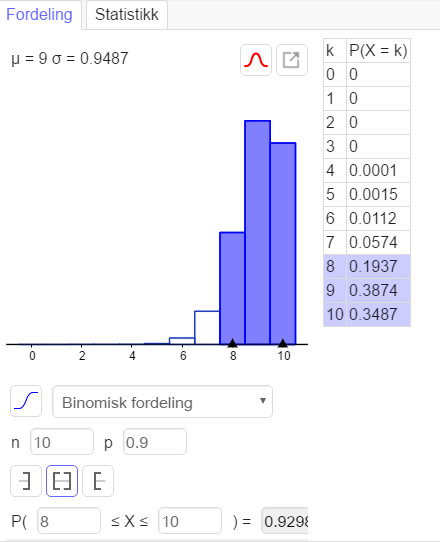 Fordeling Statistikk
μ = 9 σ = 0.9487
k P(X = k)
0 0
1 0
2 0
3 0
4 0.0001
5 0.0015
6 0.0112
7 0.0574
8 0.1937
9 0.3874
10 0.3487
0 2 4 6 8 10
Binomisk fordeling
n 10 p 0.9
P( 8 ≤ X ≤ 10 ) = 0.9298